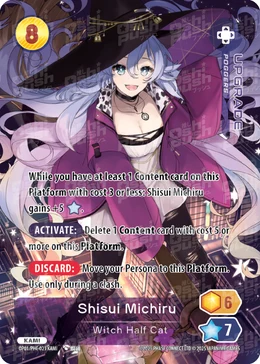 8
UPGRADE
While you have at least 1 Content card on this
Platform with cost 3 or less: Shisui Michiru
gains +5
ACTIVATE: Delete 1 Content card with cost 5 or
more on this Platform.
DISCARD: Move your Persona to this Platform.
Use only during a clash.
Shisui Michiru
6
Witch Half Cat
7
KAMI